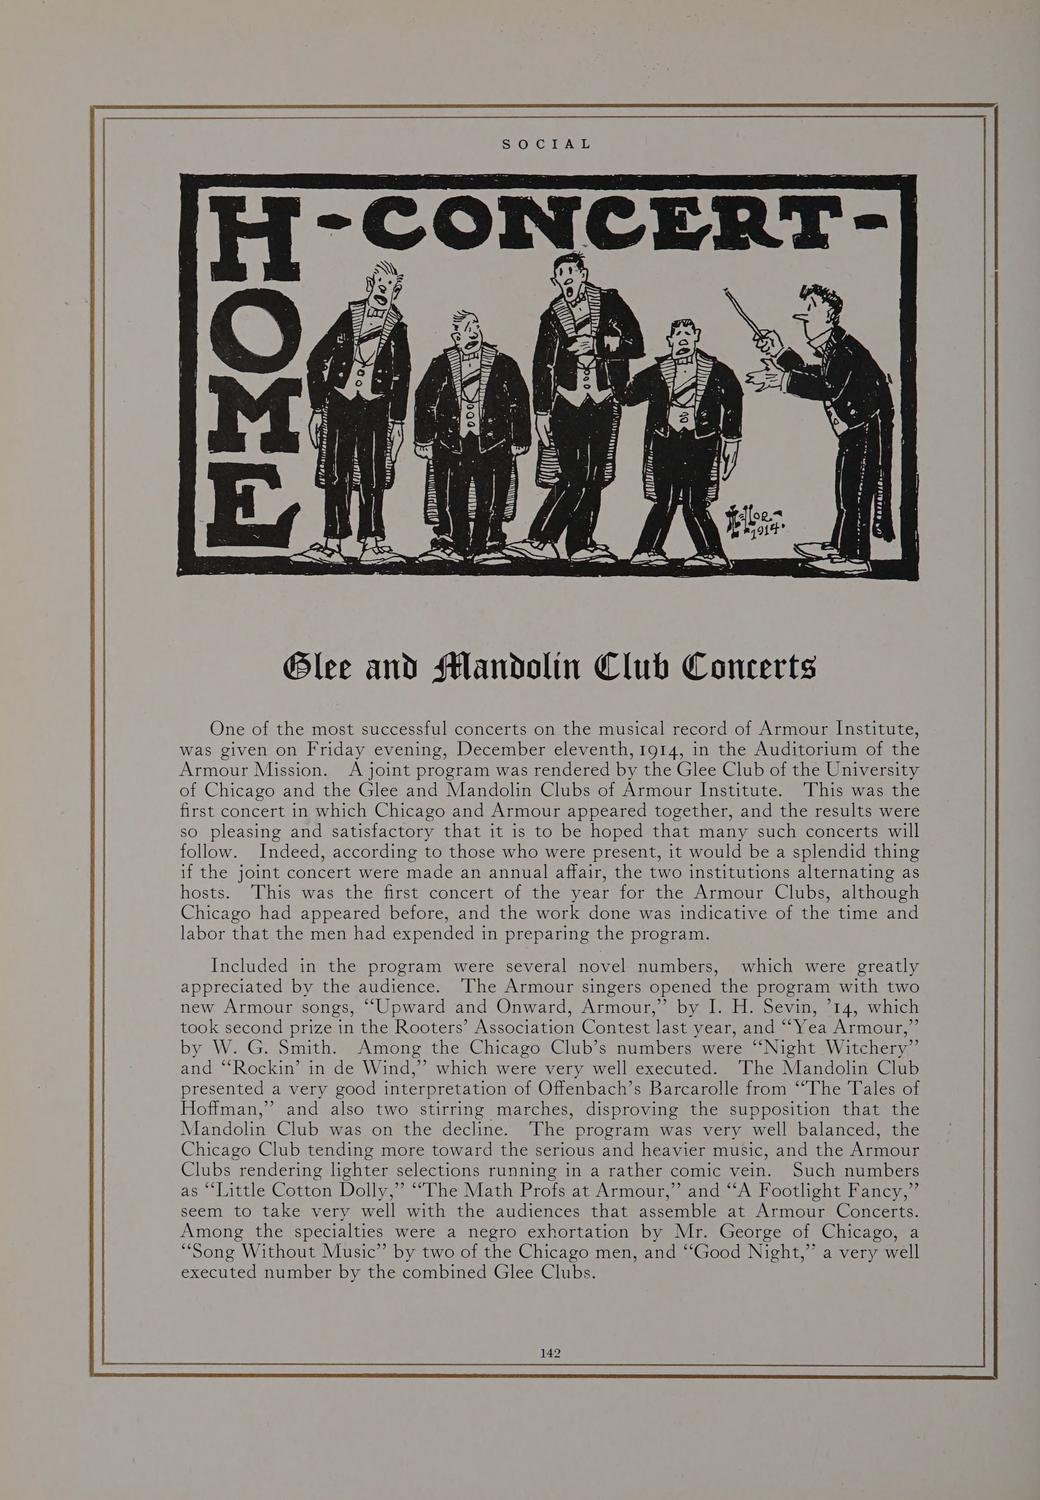 SOCIAL
HOME
-CONCERT-
1914.
Glee and Mandolin Club Concerts
One of the most successful concerts on the musical record of Armour Institute,
was given on Friday evening, December eleventh, 1914, in the Auditorium of the
Armour Mission. A joint program was rendered by the Glee Club of the University
of Chicago and the Glee and Mandolin Clubs of Armour Institute. This was the
first concert in which Chicago and Armour appeared together, and the results were
so pleasing and satisfactory that it is to be hoped that many such concerts will
follow. Indeed, according to those who were present, it would be a splendid thing
if the joint concert were made an annual affair, the two institutions alternating as
hosts. This was the first concert of the year for the Armour Clubs, although
Chicago had appeared before, and the work done was indicative of the time and
labor that the men had expended in preparing the program.
Included in the program were several novel numbers, which were greatly
appreciated by the audience. The Armour singers opened the program with two
new Armour songs, “Upward and Onward, Armour,” by I. H. Sevin, ’14, which
took second prize in the Rooters’ Association Contest last year, and “Yea Armour,”
by W. G. Smith. Among the Chicago Club’s numbers were “Night Witchery”
and “Rockin’ in de Wind,” which were very well executed. The Mandolin Club
presented a very good interpretation of Offenbach’s Barcarolle from “The Tales of
Hoffman,” and also two stirring marches, disproving the supposition that the
Mandolin Club was on the decline. The program was very well balanced, the
Chicago Club tending more toward the serious and heavier music, and the Armour
Clubs rendering lighter selections running in a rather comic vein. Such numbers
as “Little Cotton Dolly,” “The Math Profs at Armour,” and “A Footlight Fancy,”
seem to take very well with the audiences that assemble at Armour Concerts.
Among the specialties were a negro exhortation by Mr. George of Chicago, a
“Song Without Music” by two of the Chicago men, and “Good Night,” a very well
executed number by the combined Glee Clubs.
142